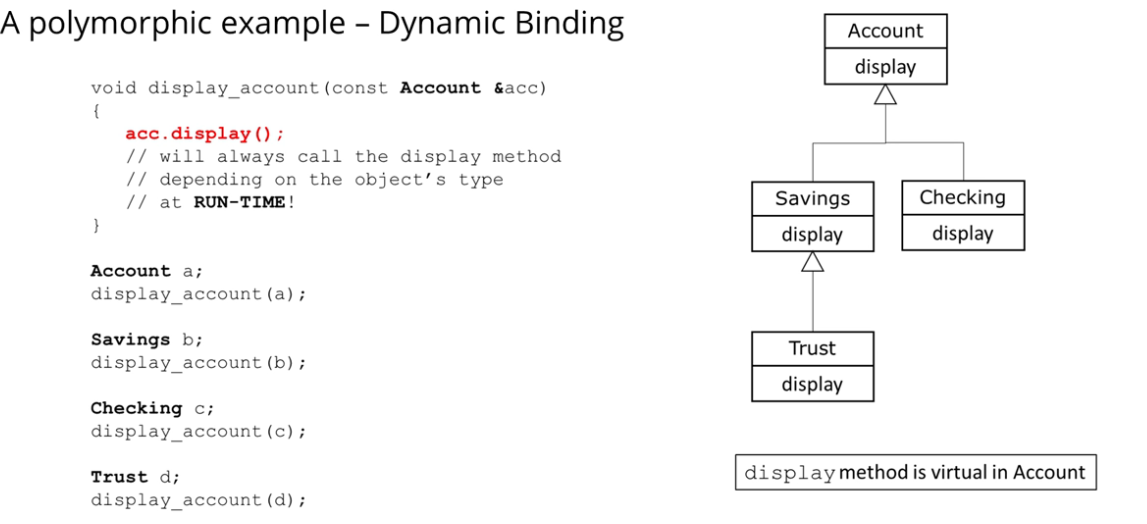 A polymorphic example – Dynamic Binding
void display_account(const Account &acc)
{
acc.display();
// will always call the display method
// depending on the object’s type
// at RUN-TIME!
}
Account a;
display_account(a);
Savings b;
display_account(b);
Checking c;
display_account(c);
Trust d;
display_account(d);
Account
display
Savings
display
Checking
display
Trust
display
display method is virtual in Account